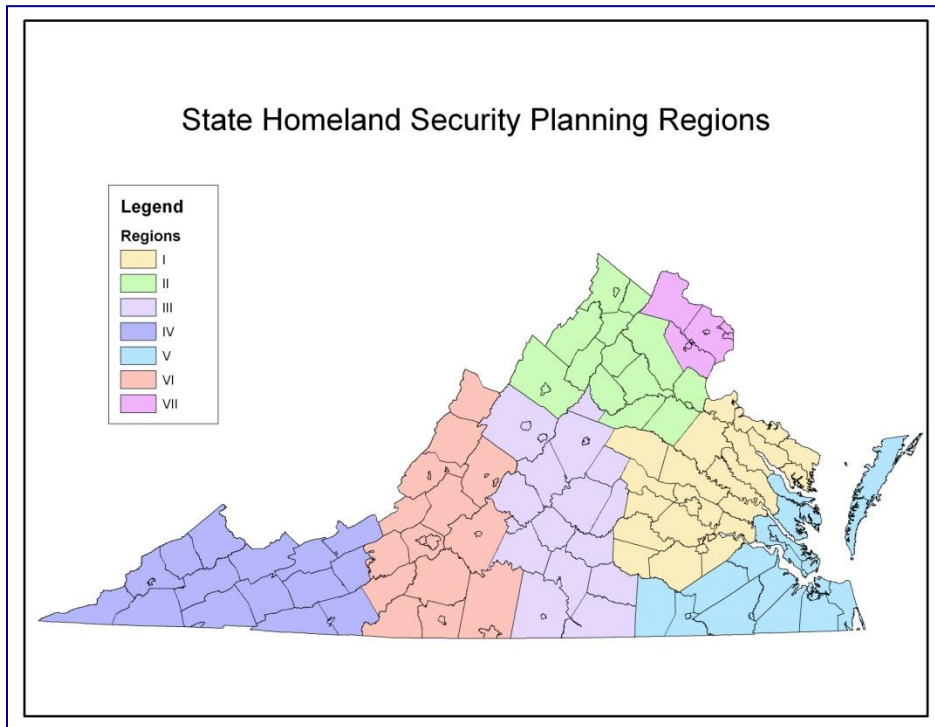 State Homeland Security Planning Regions
Legend
Regions
I
II
III
IV
V
VI
VII